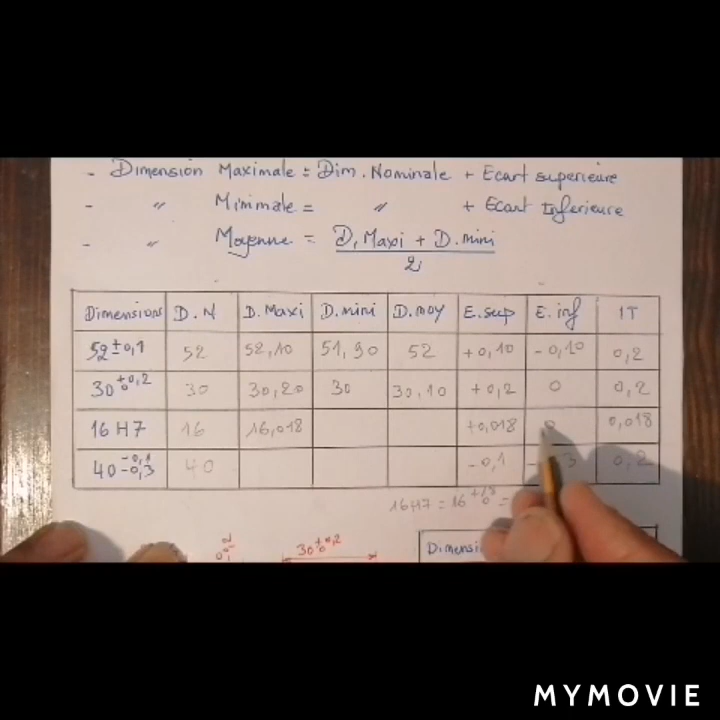 - Dimension Maximale = Dim. Nominale + Ecart superieure
- " Minimale = " + Ecart Inferieure
- " Moyenne = D. Maxi + D. mini
2
Dimensions D. N D. Maxi D. mini D. moy E. sup E. inf IT
52 ± 0,1 52 52,10 51,90 52 +0,10 -0,10 0,2
30 +0,2 0 30 30,20 30 30,10 +0,2 0 0,2
16 H7 16 16,018 +0,018 0,018
40 -0,1 -0,3 40 -0,1 3 0,2
16H7 = 16 +18 0 =
30 +0,2 0 Dimensi
MYMOVIE